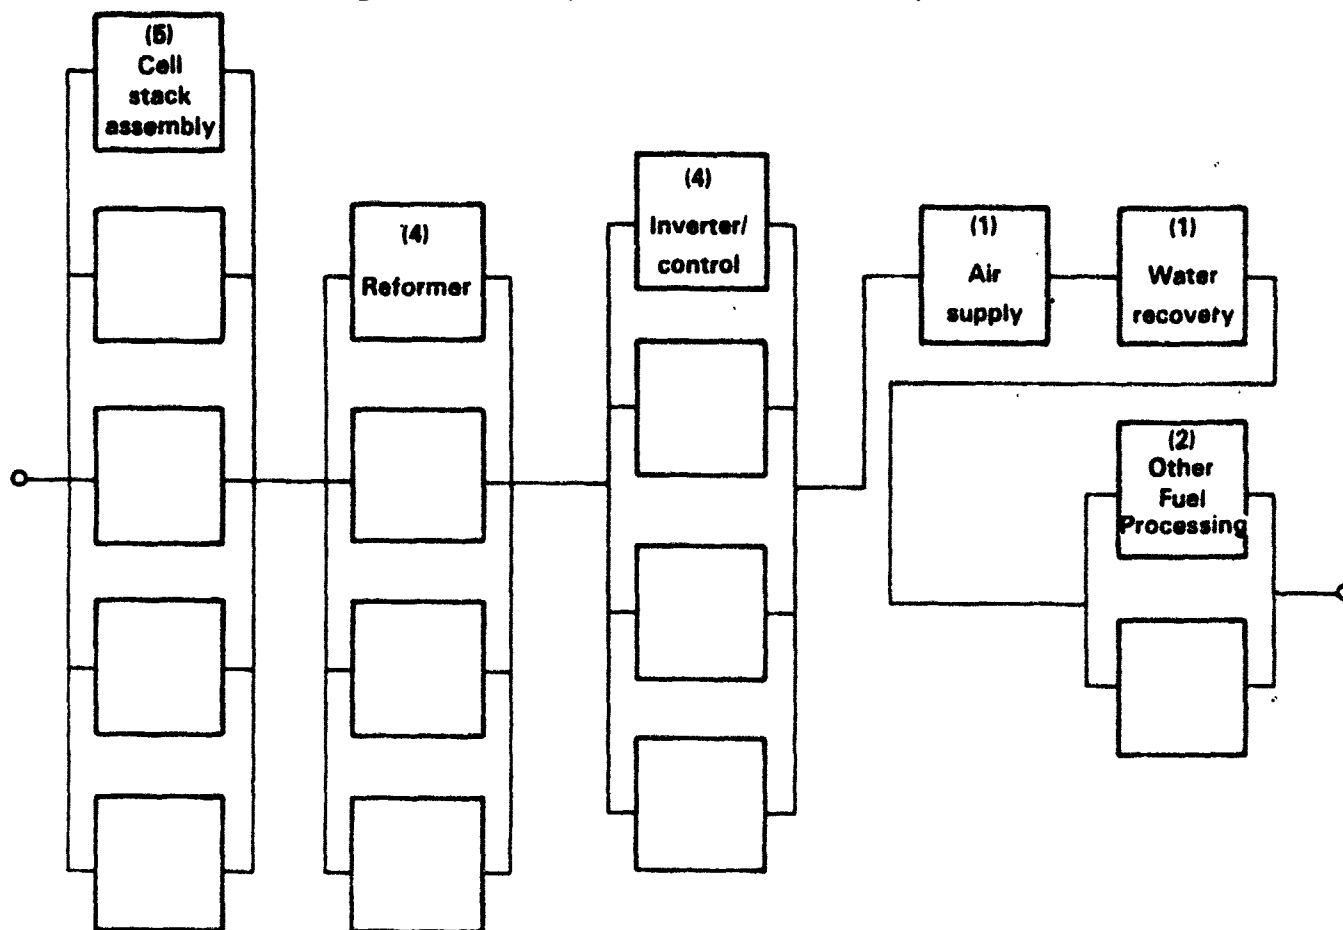 (5)
Cell
stack
assembly
(4)
Reformer
(4)
Inverter/
control
(1)
Air
supply
(1)
Water
recovery
(2)
Other
Fuel
Processing